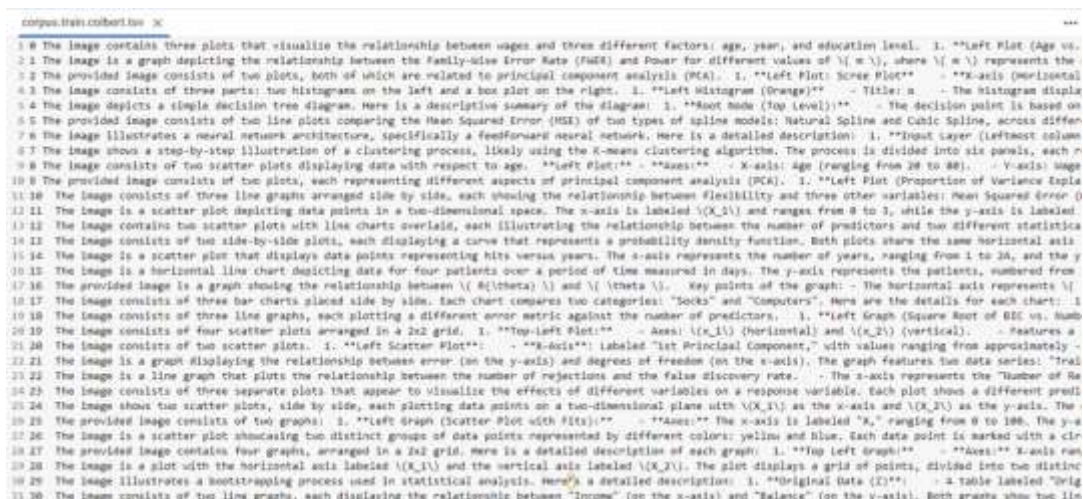 corpus.train.colbert.tsv ×
1 0 The image contains three plots that visualize the relationship between wages and three different factors: age, year, and education level. 1. **Left Plot (Age vs.
2 1 The image is a graph depicting the relationship between the Family-Wise Error Rate (FWER) and Power for different values of \( m \), where \( m \) represents the
3 2 The provided image consists of two plots, both of which are related to principal component analysis (PCA). 1. **Left Plot: Scree Plot** - **X-axis (Horizontal
4 3 The image consists of three parts: two histograms on the left and a box plot on the right. 1. **Left Histogram (Orange)** - Title: α - The histogram displa
5 4 The image depicts a simple decision tree diagram. Here is a descriptive summary of the diagram: 1. **Root Node (Top Level):** - The decision point is based on
6 5 The provided image consists of two line plots comparing the Mean Squared Error (MSE) of two types of spline models: Natural Spline and Cubic Spline, across differ
7 6 The image illustrates a neural network architecture, specifically a feedforward neural network. Here is a detailed description: 1. **Input Layer (Leftmost column
8 7 The image shows a step-by-step illustration of a clustering process, likely using the K-means clustering algorithm. The process is divided into six panels, each r
9 8 The image consists of two scatter plots displaying data with respect to age. **Left Plot:** - **Axes:** - X-axis: Age (ranging from 20 to 80). - Y-axis: Wage
10 9 The provided image consists of two plots, each representing different aspects of principal component analysis (PCA). 1. **Left Plot (Proportion of Variance Expla
11 10 The image consists of three line graphs arranged side by side, each showing the relationship between flexibility and three other variables: Mean Squared Error (
12 11 The image is a scatter plot depicting data points in a two-dimensional space. The x-axis is labeled \(X_1\) and ranges from 0 to 3, while the y-axis is labeled
13 12 The image contains two scatter plots with line charts overlaid, each illustrating the relationship between the number of predictors and two different statistica
14 13 The image consists of two side-by-side plots, each displaying a curve that represents a probability density function. Both plots share the same horizontal axis
15 14 The image is a scatter plot that displays data points representing hits versus years. The x-axis represents the number of years, ranging from 1 to 24, and the y
16 15 The image is a horizontal line chart depicting data for four patients over a period of time measured in days. The y-axis represents the patients, numbered from
17 16 The provided image is a graph showing the relationship between \( R(\theta) \) and \( \theta \). Key points of the graph: - The horizontal axis represents \(
18 17 The image consists of three bar charts placed side by side. Each chart compares two categories: "Socks" and "Computers". Here are the details for each chart: 1
19 18 The image consists of three line graphs, each plotting a different error metric against the number of predictors. 1. **Left Graph (Square Root of BIC vs. Numb
20 19 The image consists of four scatter plots arranged in a 2x2 grid. 1. **Top-Left Plot:** - Axes: \(x_1\) (horizontal) and \(x_2\) (vertical). - Features a
21 20 The image consists of two scatter plots. 1. **Left Scatter Plot**: - **X-Axis**: Labeled "1st Principal Component," with values ranging from approximately -
22 21 The image is a graph displaying the relationship between error (on the y-axis) and degrees of freedom (on the x-axis). The graph features two data series: "Trai
23 22 The image is a line graph that plots the relationship between the number of rejections and the false discovery rate. - The x-axis represents the "Number of Re
24 23 The image consists of three separate plots that appear to visualize the effects of different variables on a response variable. Each plot shows a different predi
25 24 The image shows two scatter plots, side by side, each plotting data points on a two-dimensional plane with \(X_1\) as the x-axis and \(X_2\) as the y-axis. The
26 25 The provided image consists of two graphs: 1. **Left Graph (Scatter Plot with Fits):** - **Axes:** The x-axis is labeled "X," ranging from 0 to 100. The y-a
27 26 The image is a scatter plot showcasing two distinct groups of data points represented by different colors: yellow and blue. Each data point is marked with a cir
28 27 The provided image contains four graphs, arranged in a 2x2 grid. Here is a detailed description of each graph: 1. **Top Left Graph:** - **Axes:** X-axis ran
29 28 The image is a plot with the horizontal axis labeled \(X_1\) and the vertical axis labeled \(X_2\). The plot displays a grid of points, divided into two distinc
30 29 The image illustrates a bootstrapping process used in statistical analysis. Here is a detailed description: 1. **Original Data (Z)**: - A table labeled "Orig
31 30 The image consists of two line graphs, each displaying the relationship between "Income" (on the x-axis) and "Balance" (on the y-axis). Both graphs